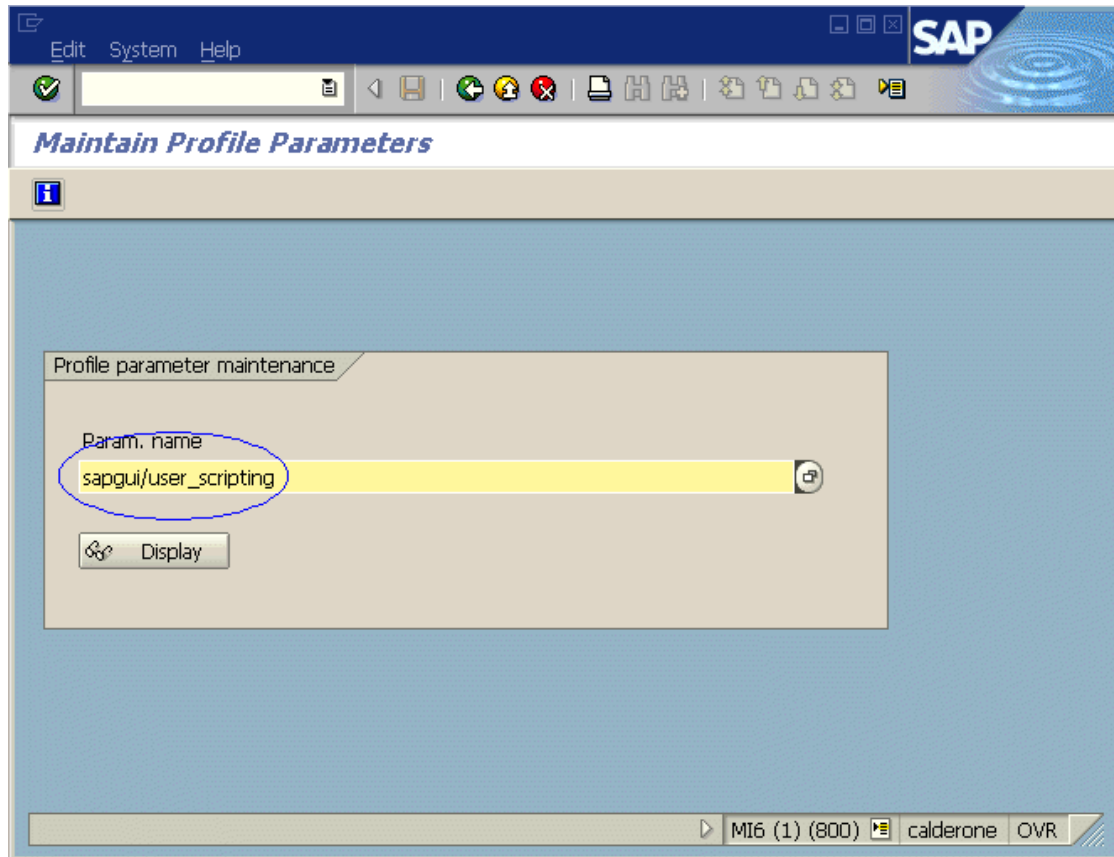 Edit System Help
SAP
Maintain Profile Parameters
Profile parameter maintenance
Param. name
sapgui/user_scripting
Display
MI6 (1) (800) calderone OVR